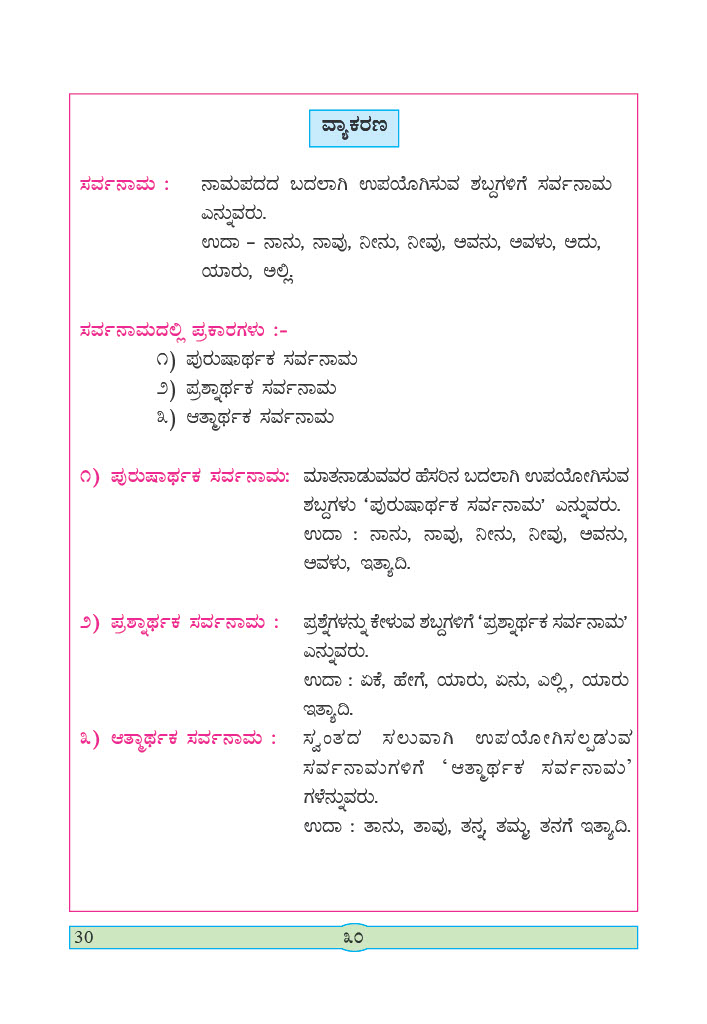 ವ್ಯಾಕರಣ
ಸರ್ವನಾಮ : ನಾಮಪದದ ಬದಲಾಗಿ ಉಪಯೊಗಿಸುವ ಶಬ್ದಗಳಿಗೆ ಸರ್ವನಾಮ
ಎನ್ನುವರು.
ಉದಾ – ನಾನು, ನಾವು, ನೀನು, ನೀವು, ಅವನು, ಅವಳು, ಅದು,
ಯಾರು, ಅಲ್ಲಿ.
ಸರ್ವನಾಮದಲ್ಲಿ ಪ್ರಕಾರಗಳು :-
೧) ಪುರುಷಾರ್ಥಕ ಸರ್ವನಾಮ
೨) ಪ್ರಶ್ನಾರ್ಥಕ ಸರ್ವನಾಮ
೩) ಆತ್ಮಾರ್ಥಕ ಸರ್ವನಾಮ
೧) ಪುರುಷಾರ್ಥಕ ಸರ್ವನಾಮ: ಮಾತನಾಡುವವರ ಹೆಸರಿನ ಬದಲಾಗಿ ಉಪಯೋಗಿಸುವ
ಶಬ್ದಗಳು ‘ಪುರುಷಾರ್ಥಕ ಸರ್ವನಾಮ’ ಎನ್ನುವರು.
ಉದಾ : ನಾನು, ನಾವು, ನೀನು, ನೀವು, ಅವನು,
ಅವಳು, ಇತ್ಯಾದಿ.
೨) ಪ್ರಶ್ನಾರ್ಥಕ ಸರ್ವನಾಮ : ಪ್ರಶ್ನೆಗಳನ್ನು ಕೇಳುವ ಶಬ್ದಗಳಿಗೆ ‘ಪ್ರಶ್ನಾರ್ಥಕ ಸರ್ವನಾಮ’
ಎನ್ನುವರು.
ಉದಾ : ಏಕೆ, ಹೇಗೆ, ಯಾರು, ಏನು, ಎಲ್ಲಿ , ಯಾರು
ಇತ್ಯಾದಿ.
೩) ಆತ್ಮಾರ್ಥಕ ಸರ್ವನಾಮ : ಸ್ವಂತದ ಸಲುವಾಗಿ ಉಪಯೋಗಿಸಲ್ಪಡುವ
ಸರ್ವನಾಮಗಳಿಗೆ ‘ಆತ್ಮಾರ್ಥಕ ಸರ್ವನಾಮ’
ಗಳೆನ್ನುವರು.
ಉದಾ : ತಾನು, ತಾವು, ತನ್ನ, ತಮ್ಮ, ತನಗೆ ಇತ್ಯಾದಿ.
30 ೩೦